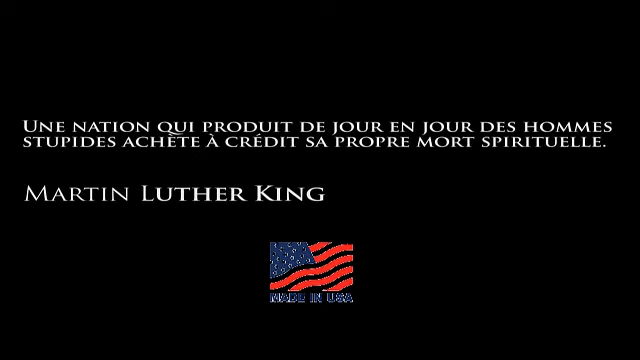 Une nation qui produit de jour en jour des hommes
stupides achète à crédit sa propre mort spirituelle.
Martin Luther King
MADE IN USA